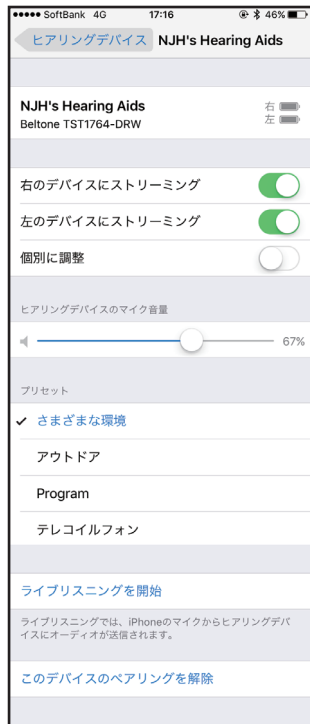 SoftBank 4G 17:16 46%
ヒアリングデバイス NJH's Hearing Aids
NJH's Hearing Aids 右
Beltone TST1764-DRW 左
右のデバイスにストリーミング
左のデバイスにストリーミング
個別に調整
ヒアリングデバイスのマイク音量
67%
プリセット
✓ さまざまな環境
アウトドア
Program
テレコイルフォン
ライブリスニングを開始
ライブリスニングでは、iPhoneのマイクからヒアリングデバ
イスにオーディオが送信されます。
このデバイスのペアリングを解除